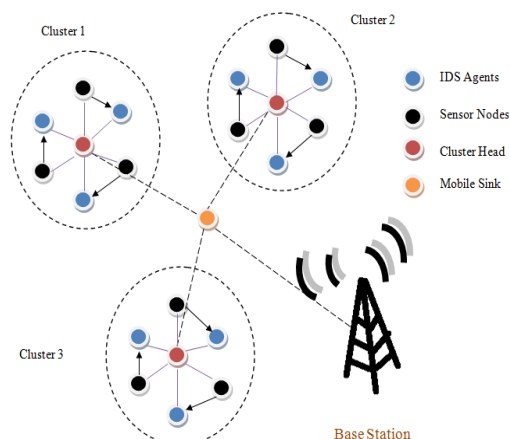 Cluster 1
Cluster 2
IDS Agents
Sensor Nodes
Cluster Head
Mobile Sink
Cluster 3
Base Station